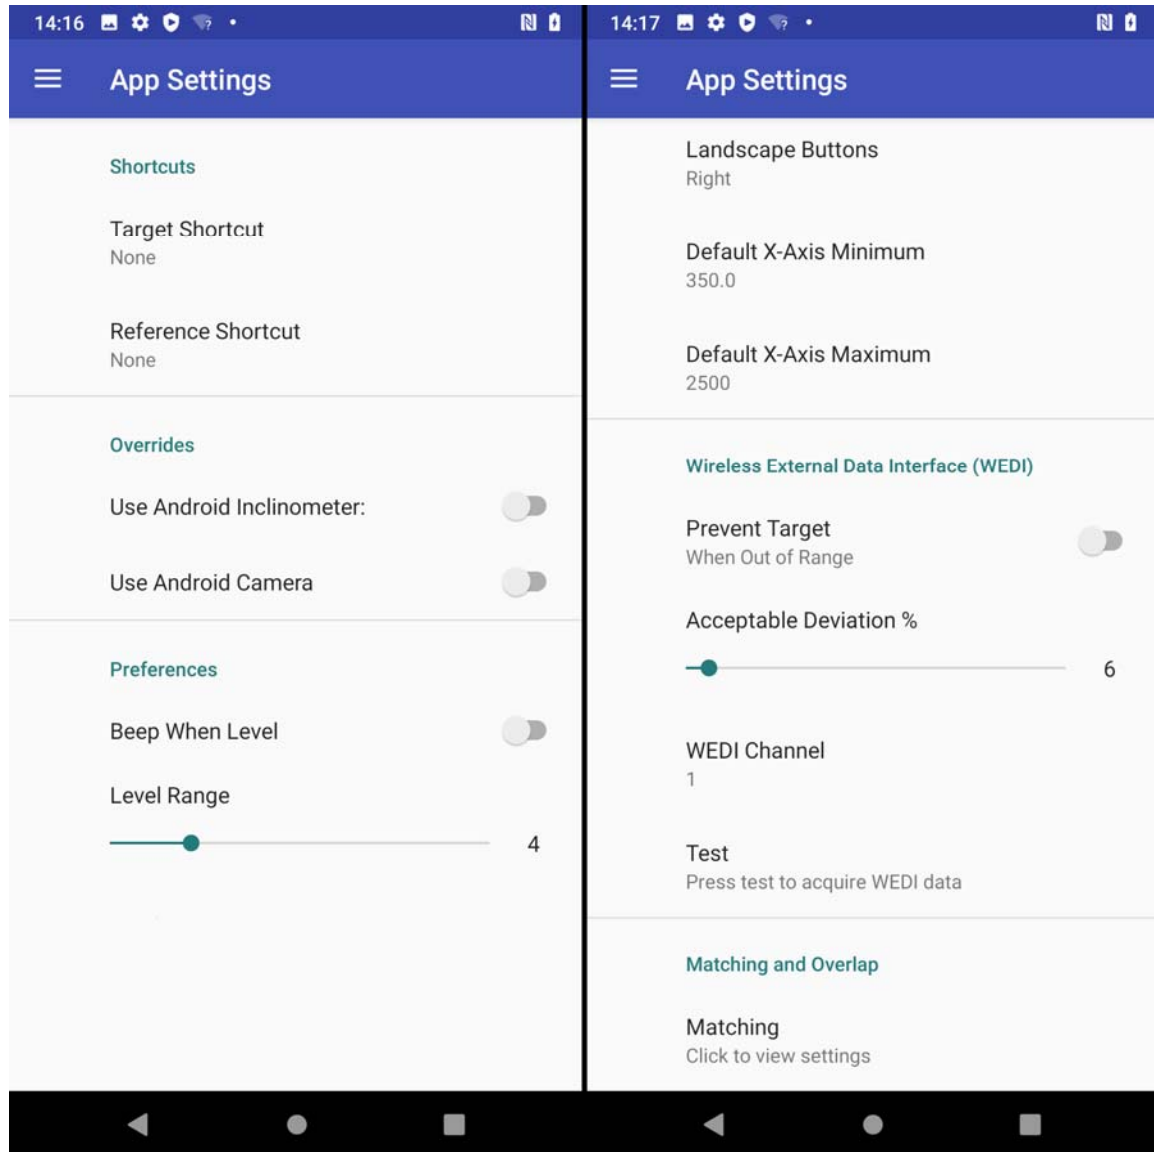 14:16
App Settings
Shortcuts
Target Shortcut
None
Reference Shortcut
None
Overrides
Use Android Inclinometer:
Use Android Camera
Preferences
Beep When Level
Level Range
4
14:17
App Settings
Landscape Buttons
Right
Default X-Axis Minimum
350.0
Default X-Axis Maximum
2500
Wireless External Data Interface (WEDI)
Prevent Target
When Out of Range
Acceptable Deviation %
6
WEDI Channel
1
Test
Press test to acquire WEDI data
Matching and Overlap
Matching
Click to view settings